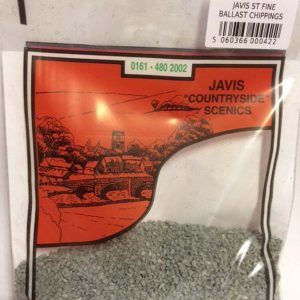 JAVIS ST FINE
BALLAST CHIPPINGS
5 060366 000422
0161 - 480 2002
JAVIS
"COUNTRYSIDE"
SCENICS